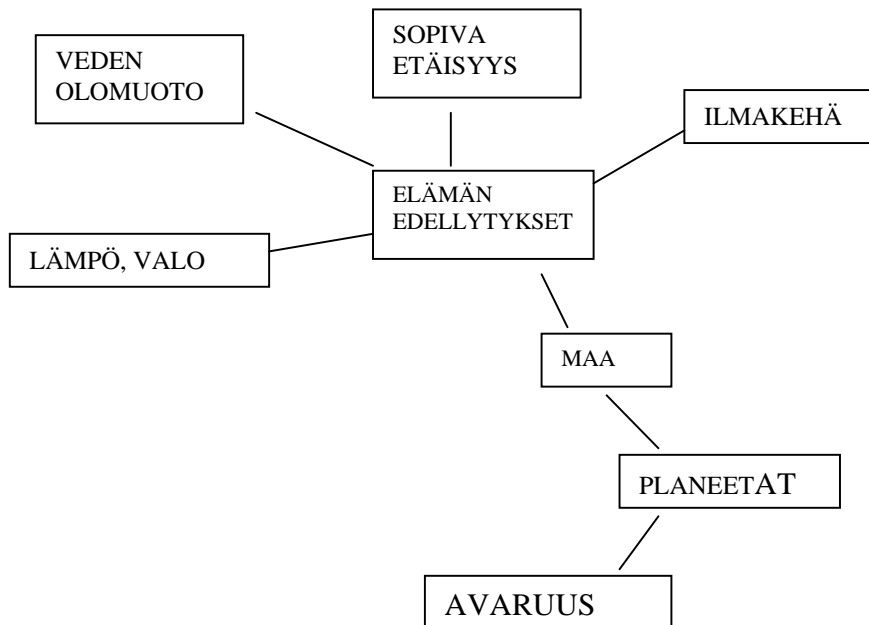 VEDEN
OLOMUOTO
SOPIVA
ETÄISYYS
ILMAKEHÄ
ELÄMÄN
EDELLYTYKSET
LÄMPÖ, VALO
MAA
PLANEETAT
AVARUUS